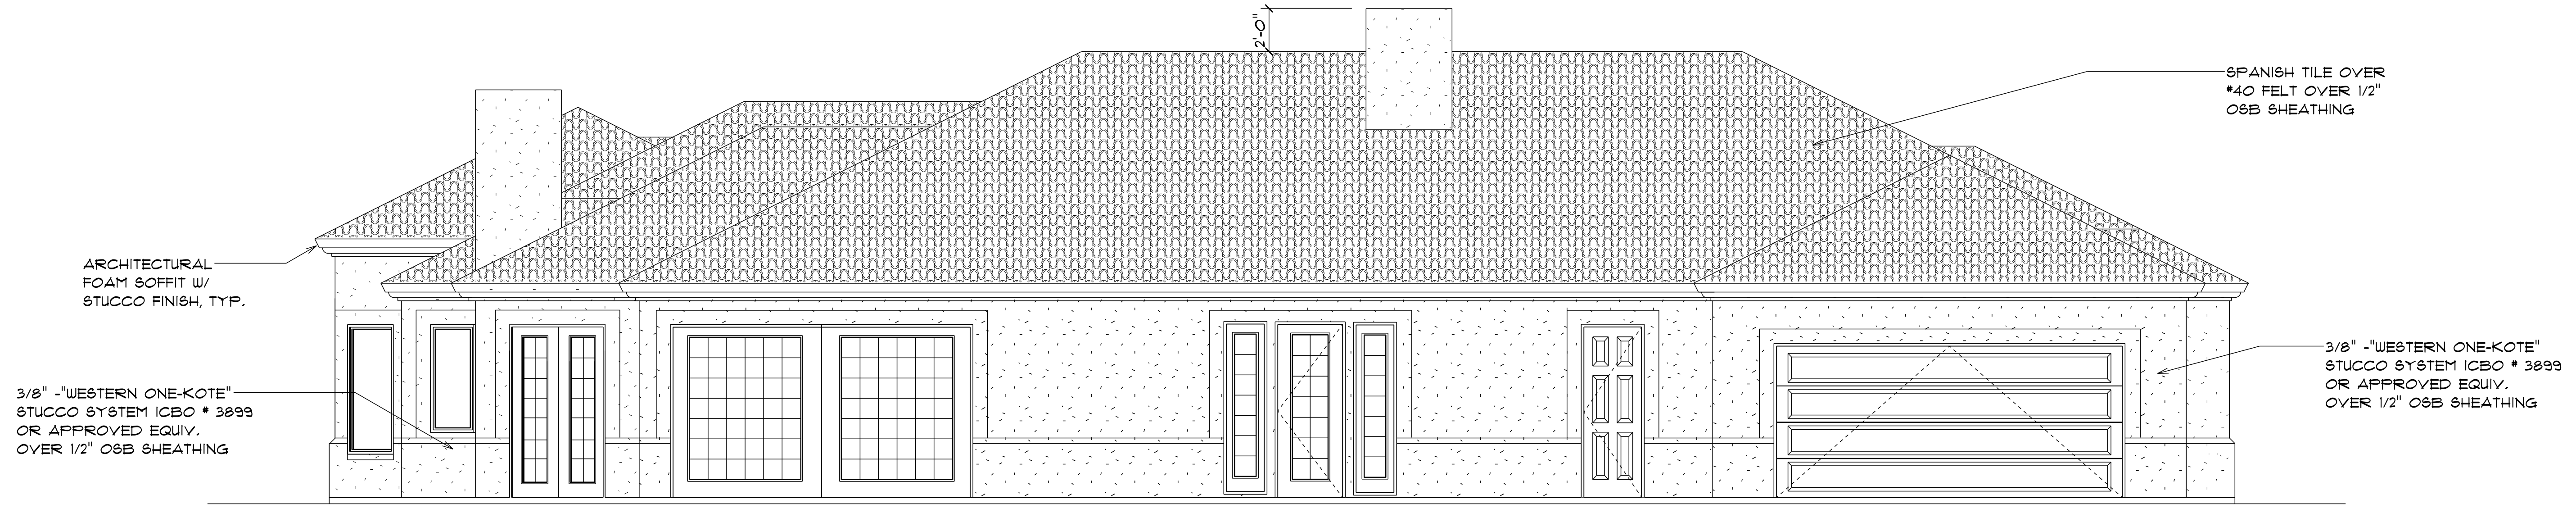 2'-0"
SPANISH TILE OVER
#40 FELT OVER 1/2"
OSB SHEATHING
ARCHITECTURAL
FOAM SOFFIT W/
STUCCO FINISH, TYP.
3/8" -"WESTERN ONE-KOTE"
STUCCO SYSTEM ICBO # 3899
OR APPROVED EQUIV.
OVER 1/2" OSB SHEATHING
3/8" -"WESTERN ONE-KOTE"
STUCCO SYSTEM ICBO # 3899
OR APPROVED EQUIV.
OVER 1/2" OSB SHEATHING